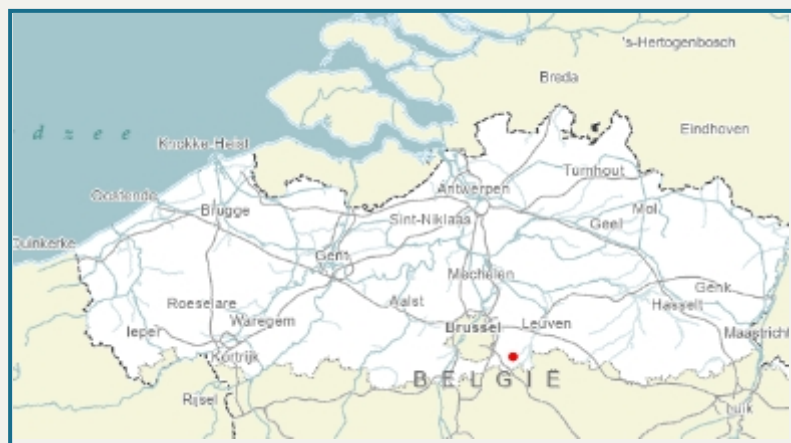 's-Hertogenbosch
Breda
Eindhoven
d z e e
Knokke-Heist
Turnhout
Oostende
Antwerpen
Brugge
Sint-Niklaas
Geel
Mol
Duinkerke
Gent
Mechelen
Genk
Roeselare
Aalst
Hasselt
Ieper
Waregem
Brussel
Leuven
Maastricht
Kortrijk
BELGIË
Rijsel
Luik